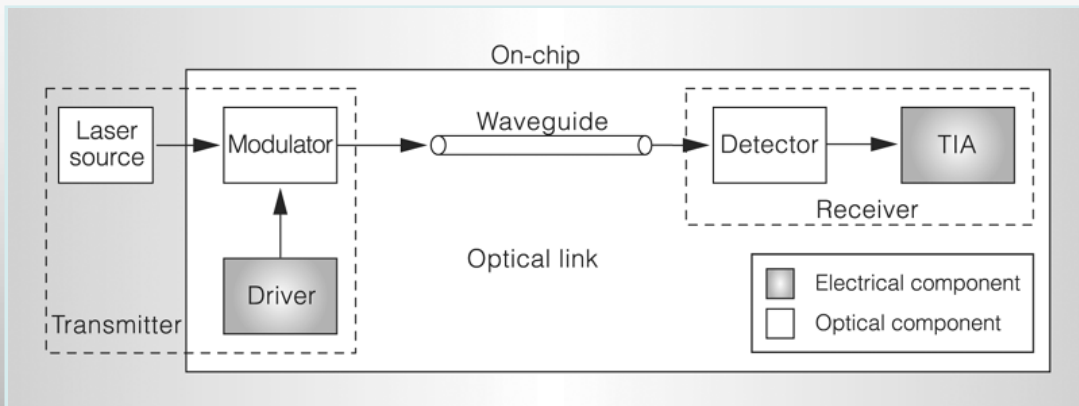 On-chip
Laser
source
Modulator
Waveguide
Detector
TIA
Receiver
Driver
Optical link
Transmitter
Electrical component
Optical component